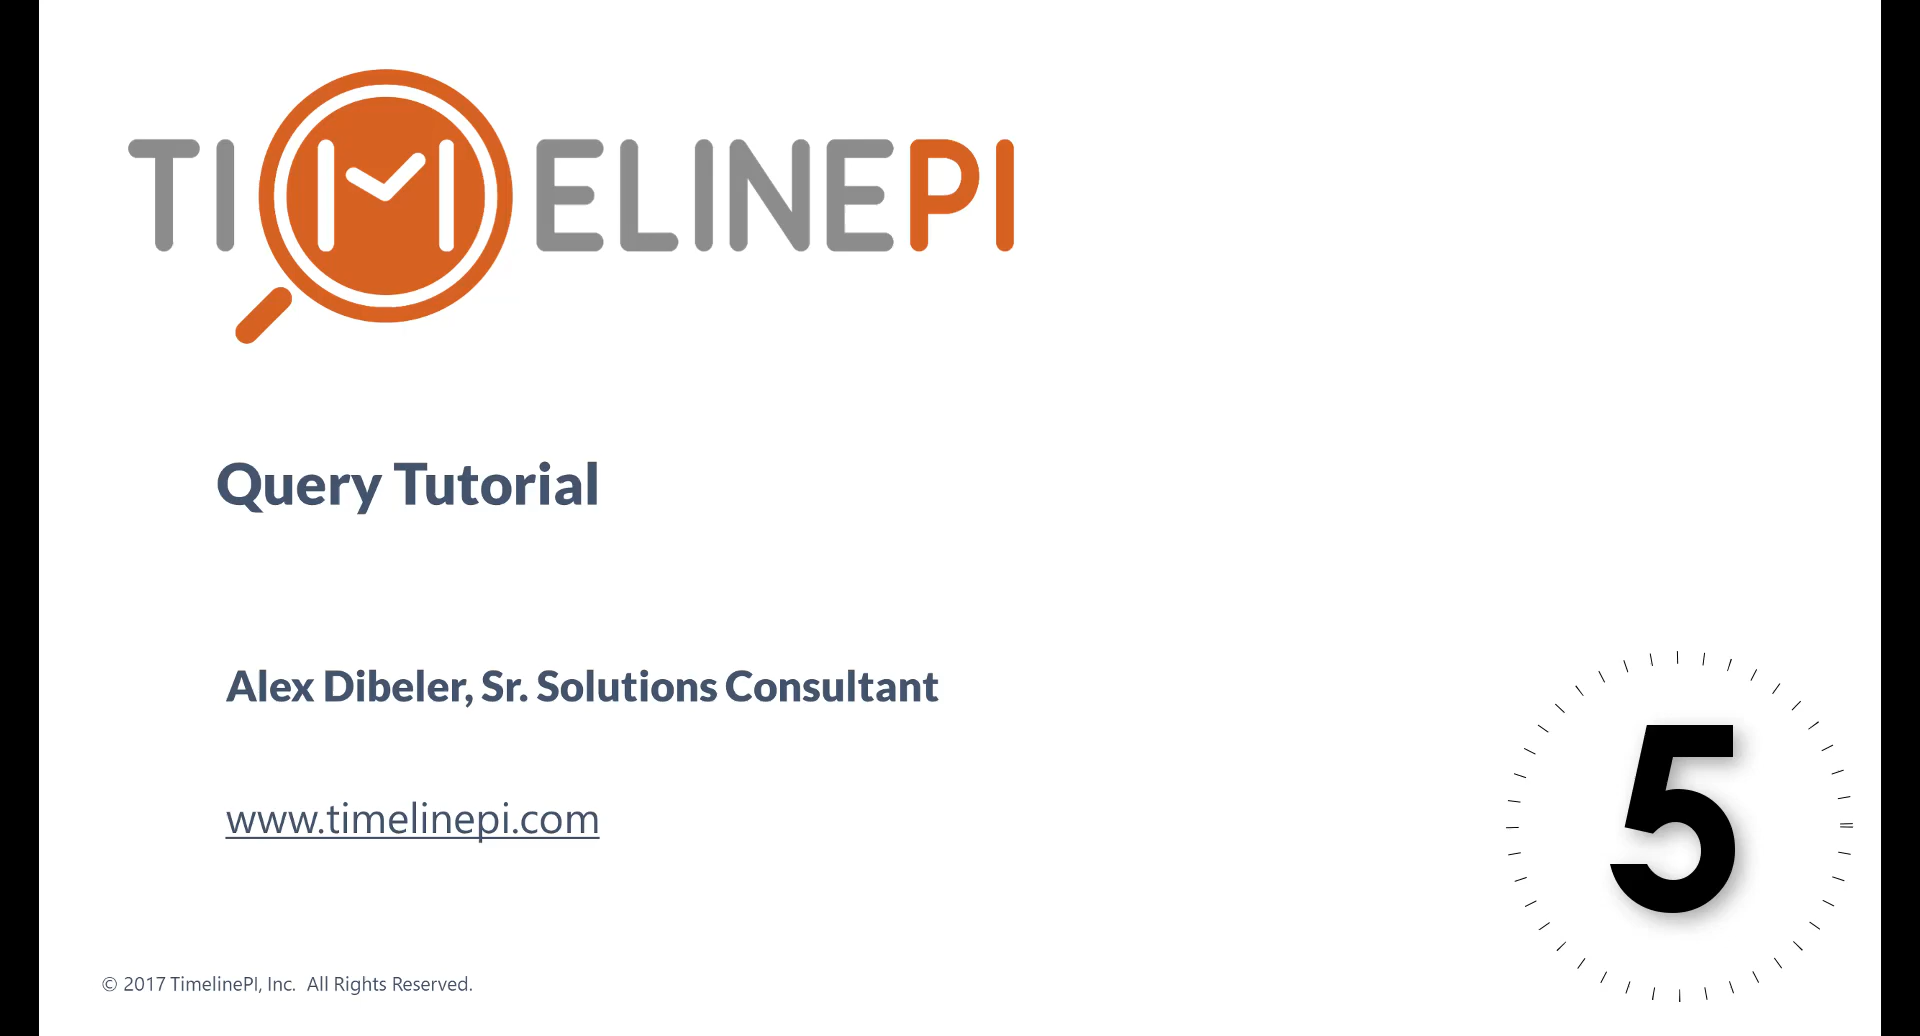 TIMELINEPI
Query Tutorial
Alex Dibeler, Sr. Solutions Consultant
www.timelinepi.com
5
© 2017 TimelinePI, Inc. All Rights Reserved.